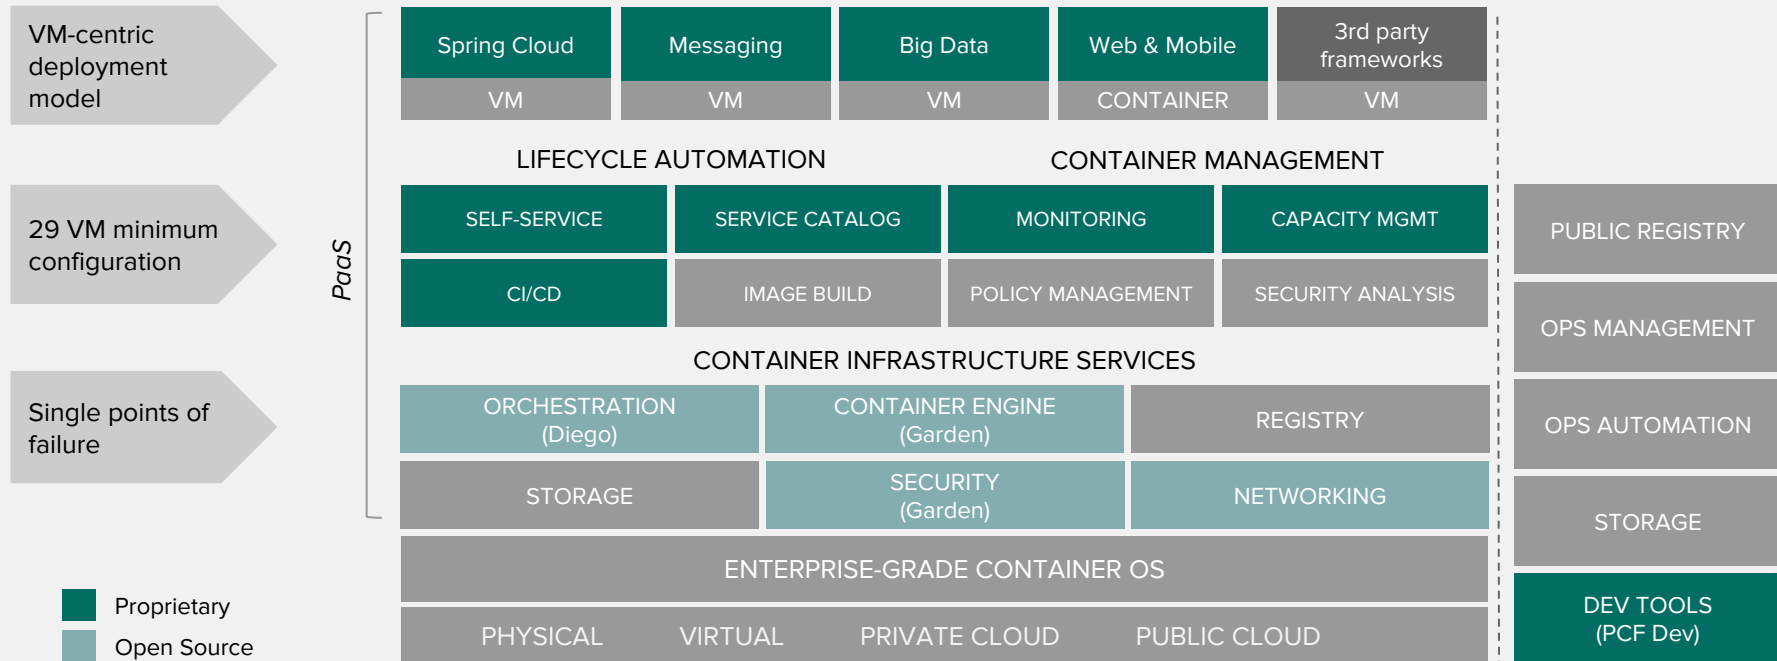 VM-centric
deployment
model
29 VM minimum
configuration
Single points of
failure
PaaS
Spring Cloud
VM
Messaging
VM
Big Data
VM
Web & Mobile
CONTAINER
3rd party
frameworks
VM
LIFECYCLE AUTOMATION
CONTAINER MANAGEMENT
SELF-SERVICE
SERVICE CATALOG
MONITORING
CAPACITY MGMT
CI/CD
IMAGE BUILD
POLICY MANAGEMENT
SECURITY ANALYSIS
CONTAINER INFRASTRUCTURE SERVICES
ORCHESTRATION
(Diego)
CONTAINER ENGINE
(Garden)
REGISTRY
STORAGE
SECURITY
(Garden)
NETWORKING
ENTERPRISE-GRADE CONTAINER OS
PHYSICAL
VIRTUAL
PRIVATE CLOUD
PUBLIC CLOUD
PUBLIC REGISTRY
OPS MANAGEMENT
OPS AUTOMATION
STORAGE
DEV TOOLS
(PCF Dev)
Proprietary
Open Source